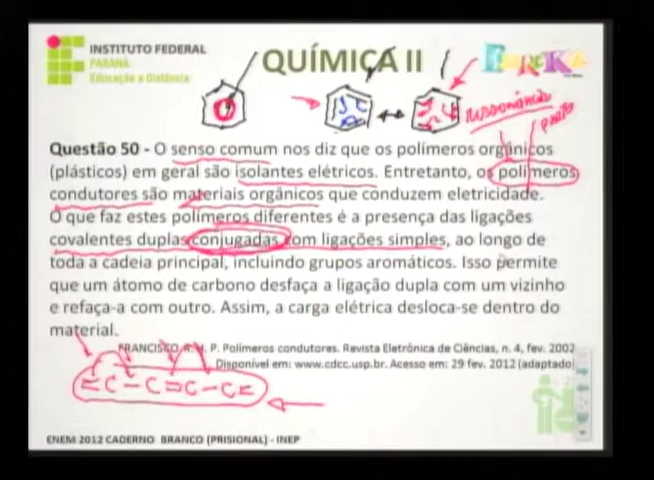 INSTITUTO FEDERAL
PARANÁ
Educação a Distância
QUÍMICA II
EUREKA
ressonância
Questão 50 - O senso comum nos diz que os polímeros orgânicos
(plásticos) em geral são isolantes elétricos. Entretanto, os polímeros
condutores são materiais orgânicos que conduzem eletricidade.
O que faz estes polímeros diferentes é a presença das ligações
covalentes duplas conjugadas com ligações simples, ao longo de
toda a cadeia principal, incluindo grupos aromáticos. Isso permite
que um átomo de carbono desfaça a ligação dupla com um vizinho
e refaça-a com outro. Assim, a carga elétrica desloca-se dentro do
material.
FRANCISCO, R. H. P. Polímeros condutores. Revista Eletrônica de Ciências, n. 4, fev. 2002.
Disponível em: www.cdcc.usp.br. Acesso em: 29 fev. 2012 (adaptado)
=C-C=C-C=
ENEM 2012 CADERNO BRANCO (PRISIONAL) - INEP